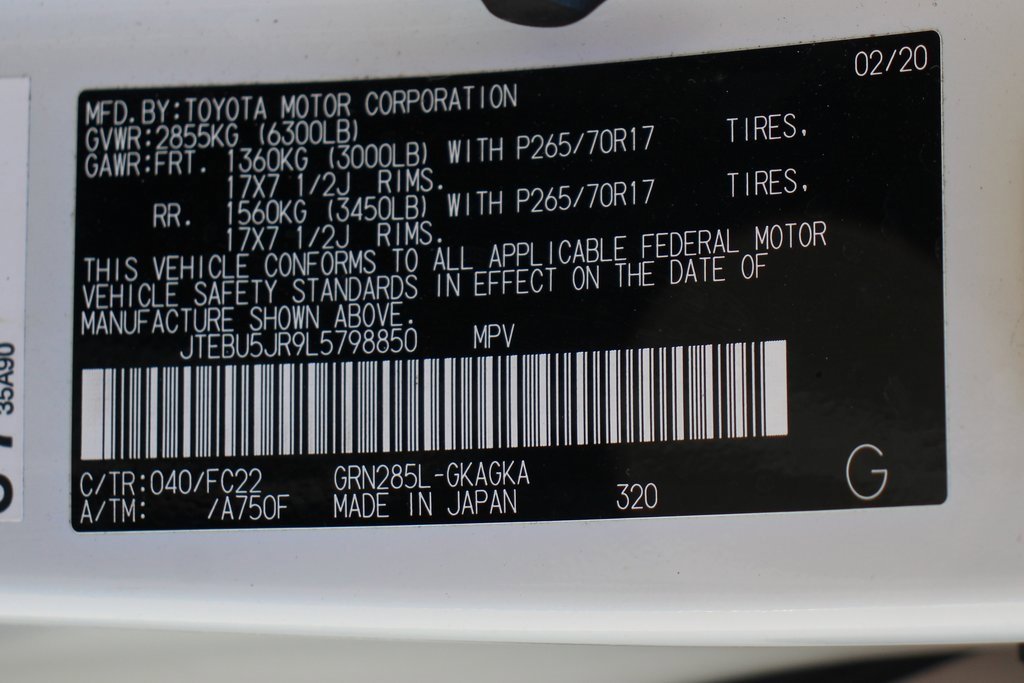 02/20
MFD. BY: TOYOTA MOTOR CORPORATION
GVWR: 2855KG (6300LB)
GAWR: FRT. 1360KG (3000LB) WITH P265/70R17 TIRES,
17X7 1/2J RIMS.
RR. 1560KG (3450LB) WITH P265/70R17 TIRES,
17X7 1/2J RIMS.
THIS VEHICLE CONFORMS TO ALL APPLICABLE FEDERAL MOTOR
VEHICLE SAFETY STANDARDS IN EFFECT ON THE DATE OF
MANUFACTURE SHOWN ABOVE.
JTEBU5JR9L5798850 MPV
C/TR: 040/FC22 GRN285L-GKAGKA
A/TM: /A750F MADE IN JAPAN 320 G
35A90